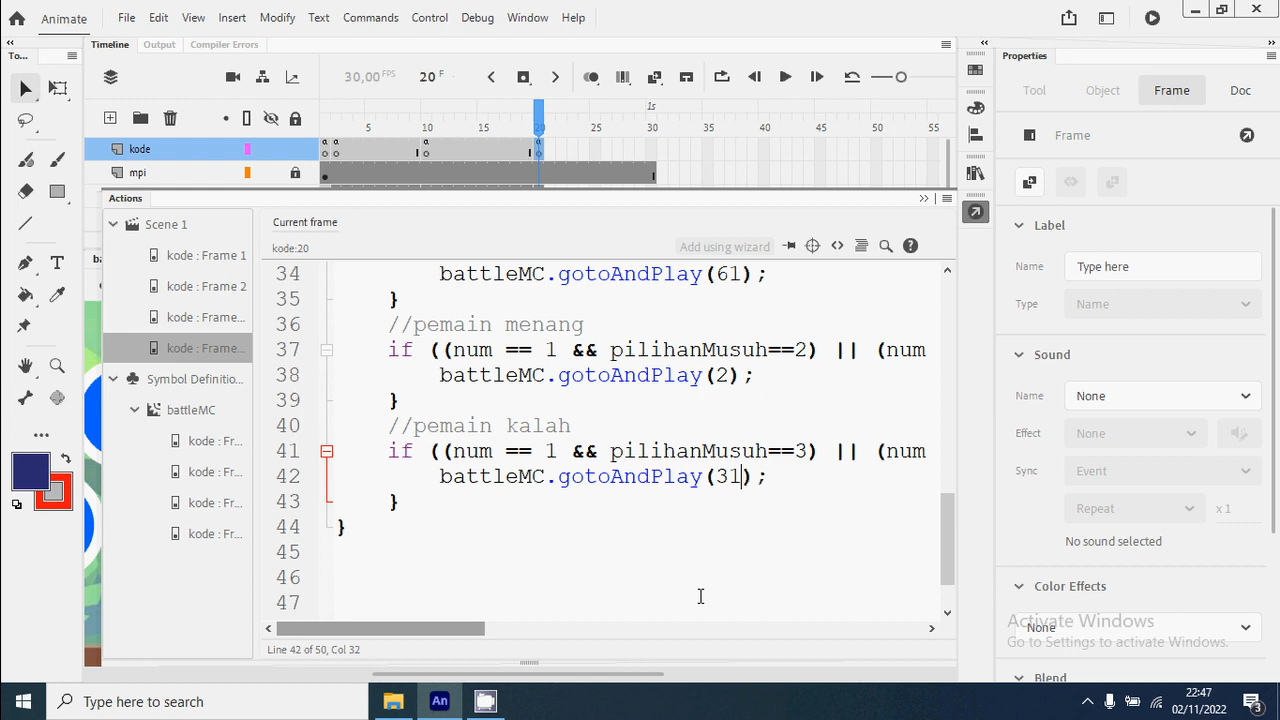 Animate File Edit View Insert Modify Text Commands Control Debug Window Help
To... Timeline Output Compiler Errors Properties
30,00 FPS 20 F
Tool Object Frame Doc
1s
5 10 15 20 25 30 35 40 45 50 55
kode
mpi
Frame
Actions
Label
Name Type here
Type Name
Sound
Name None
Effect None
Sync Event
Repeat x 1
No sound selected
Color Effects
None
Blend
Activate Windows
Go to Settings to activate Windows.
Scene 1
kode : Frame 1
kode : Frame 2
kode : Frame...
kode : Frame...
Symbol Definitio...
battleMC
kode : Fr...
kode : Fr...
kode : Fr...
kode : Fr...
Current frame
kode:20
Add using wizard
34 battleMC.gotoAndPlay(61);
35 }
36 //pemain menang
37 if ((num == 1 && pilihanMusuh==2) || (num
38 battleMC.gotoAndPlay(2);
39 }
40 //pemain kalah
41 if ((num == 1 && pilihanMusuh==3) || (num
42 battleMC.gotoAndPlay(31);
43 }
44 }
45
46
47
Line 42 of 50, Col 32
Type here to search
An
22:47
02/11/2022
3